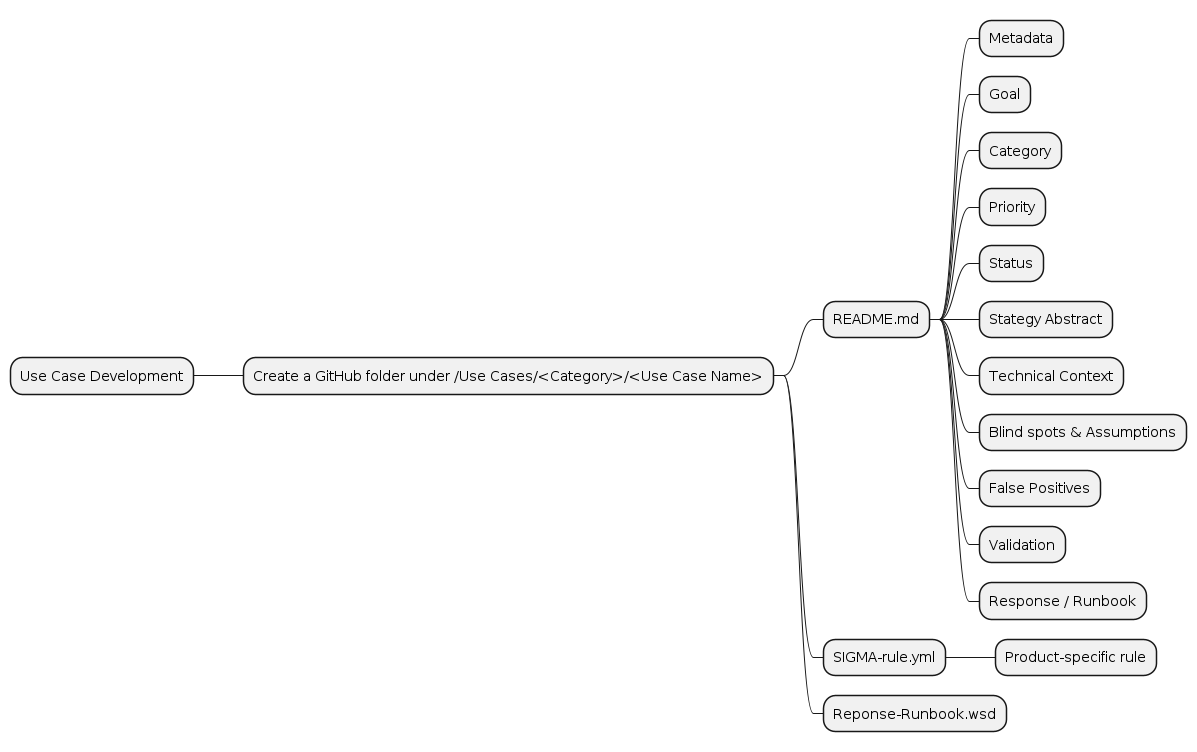 Use Case Development
Create a GitHub folder under /Use Cases/<Category>/<Use Case Name>
README.md
Metadata
Goal
Category
Priority
Status
Stategy Abstract
Technical Context
Blind spots & Assumptions
False Positives
Validation
Response / Runbook
SIGMA-rule.yml
Product-specific rule
Reponse-Runbook.wsd